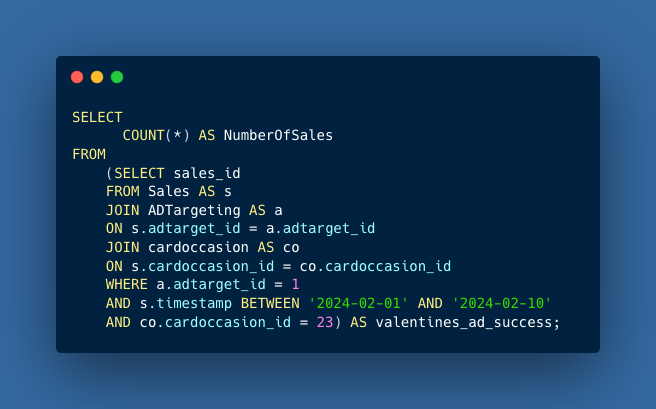 SELECT
      COUNT(*) AS NumberOfSales
FROM
    (SELECT sales_id
    FROM Sales AS s
    JOIN ADTargeting AS a
    ON s.adtarget_id = a.adtarget_id
    JOIN cardoccasion AS co
    ON s.cardoccasion_id = co.cardoccasion_id
    WHERE a.adtarget_id = 1
    AND s.timestamp BETWEEN '2024-02-01' AND '2024-02-10'
    AND co.cardoccasion_id = 23) AS valentines_ad_success;